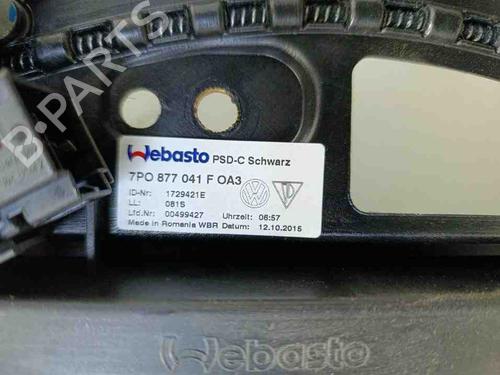 B-PARTS
Webasto PSD-C Schwarz
7PO 877 041 F OA3
ID-Nr: 1729421E
LL: 081S
Lfd.Nr: 00499427 Uhrzeit: 06:57
Made in Romania WBR Datum: 12.10.2015
Webasto